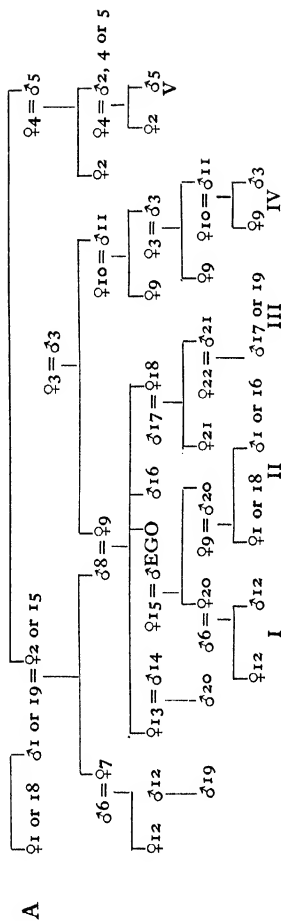 A
♀1 or 18 ♂1 or 19=♀2 or 15 ♀4=♂5
♀3=♂3
♂6=♀7 ♂8=♀9 ♀10=♂11 ♀2 ♀4=♂2, 4 or 5
♀12 ♂12 ♀13=♂14 ♀15=♂EGO ♂16 ♂17=♀18 ♀9 ♀3=♂3 ♀2 ♂5
V
♂19 ♂20 ♂6=♀20 ♀9=♂20 ♀21 ♀22=♂21 ♀9 ♀10=♂11
♀12 ♂12 ♀1 or 18 ♂1 or 16 ♂17 or 19 ♀9 ♂3
I II III IV